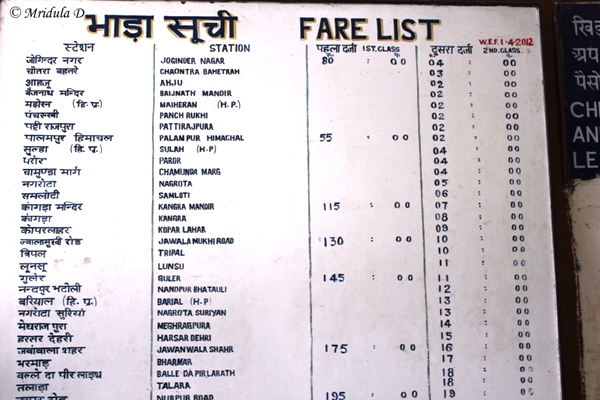 © Mridula D
भाड़ा सूची FARE LIST
W.E.F. 1-4-2012
स्टेशन STATION पहला दर्जा 1ST. CLASS दुसरा दर्जा 2ND. CLASS
जोगिन्दर नगर JOGINDER NAGAR 80 : 00 04 : 00
चौंतरा बहतरे CHAONTRA BAHETRAH 03 : 00
आहजू AHJU 02 : 00
बैजनाथ मन्दिर BAIJNATH MANDIR 02 : 00
महेरन (हि.प्र.) MAIHERAN (H.P.) 02 : 00
पंचरूखी PANCH RUKHI 02 : 00
पट्टी राजपुरा PATTIRAJPURA 02 : 00
पालमपुर हिमाचल PALAMPUR HIMACHAL 55 : 00 02 : 00
सुल्हा (हि.प्र.) SULAH (H.P) 04 : 00
परोर PAROR 04 : 00
चामुण्डा मार्ग CHAMUNDA MARG 04 : 00
नगरोटा NAGROTA 05 : 00
समलोटी SAMLOTI 06 : 00
कांगड़ा मन्दिर KANGRA MANDIR 115 : 00 07 : 00
कांगड़ा KANGRA 08 : 00
कोपरलाहर KOPAR LAHAR 09 : 00
ज्वालामुखी रोड JAWALA MUKHI ROAD 130 : 00 10 : 00
त्रिपल TRIPAL 10 : 00
लूनसू LUNSU 11 : 00
गुलेर GULER 145 : 00 11 : 00
नन्दपुर भटौली NANDPUR BHATAULI 12 : 00
बरियाल (हि.प्र.) BARIAL (H-P) 13 : 00
नगरोटा सुरियां NAGROTA SURIYAN 13 : 00
मेघराज पुरा MEGHRAGPURA 14 : 00
हरसर देहरी HARSAR DEHRI 15 : 00
जवांवाला शहर JAWANWALA SHAHR 175 : 00 16 : 00
भरमाड़ BHARMAR 17 : 00
बल्ले दा पीर लाड़थ BALLE DA PIR LARATH 18 : 00
तलाड़ा TALARA 18 : 00
NURPUR ROAD 195 : 00 19 : 00